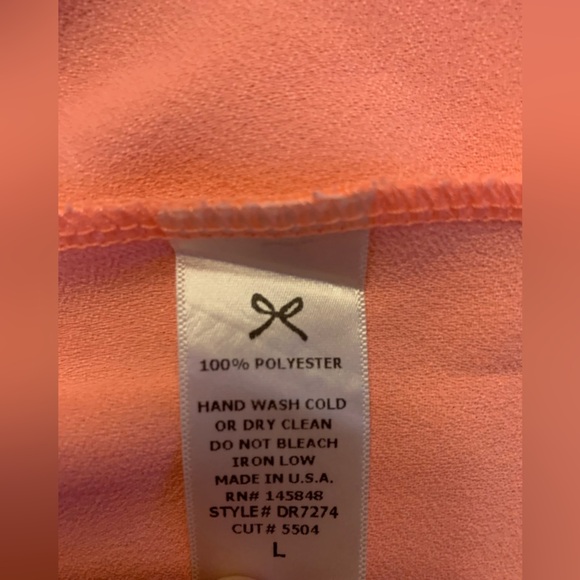 100% POLYESTER
HAND WASH COLD
OR DRY CLEAN
DO NOT BLEACH
IRON LOW
MADE IN U.S.A.
RN# 145848
STYLE# DR7274
CUT# 5504
L